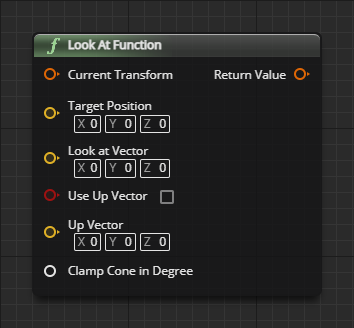 f Look At Function
Current Transform Return Value
Target Position
X 0 Y 0 Z 0
Look at Vector
X 0 Y 0 Z 0
Use Up Vector
Up Vector
X 0 Y 0 Z 0
Clamp Cone in Degree